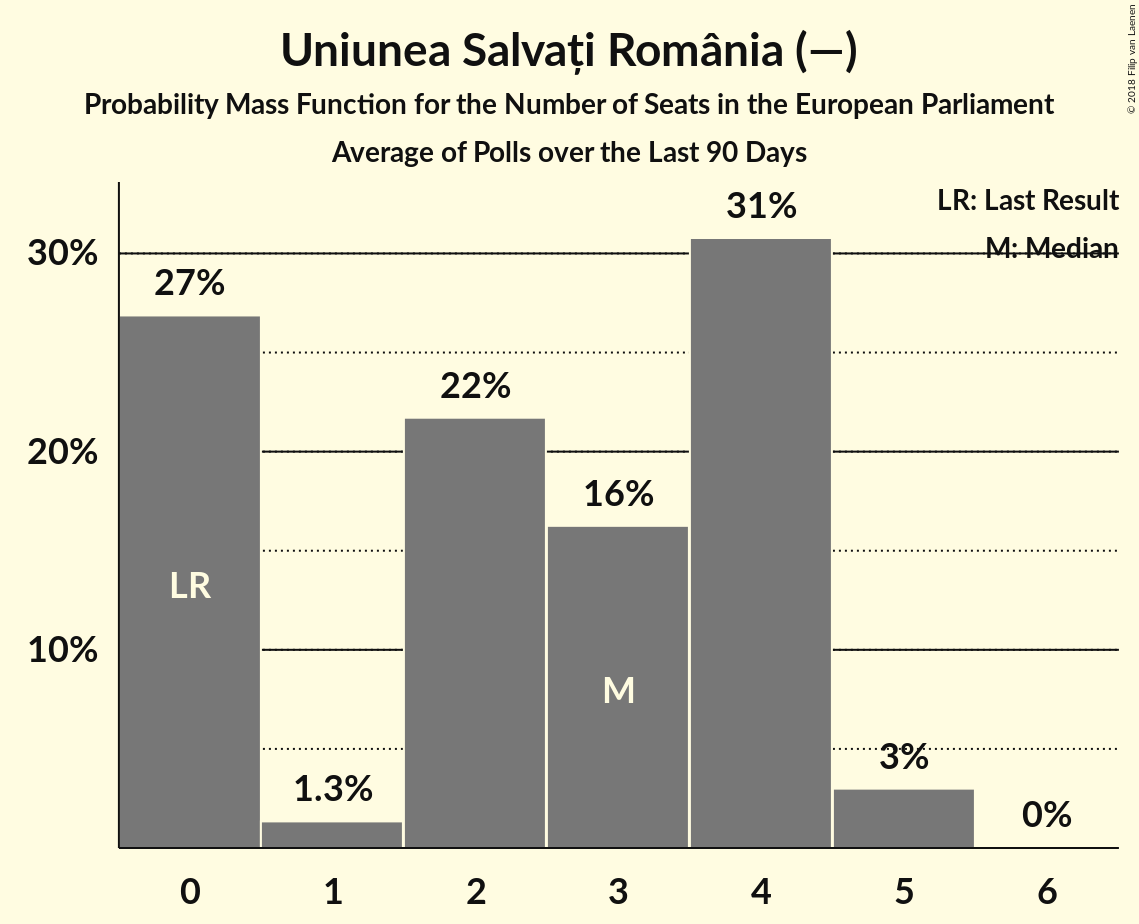 Uniunea Salvați România (—)
Probability Mass Function for the Number of Seats in the European Parliament
Average of Polls over the Last 90 Days
© 2018 Filip van Laenen
LR: Last Result
M: Median
30%
20%
10%
27%
1.3%
22%
16%
31%
3%
0%
LR
M
0 1 2 3 4 5 6